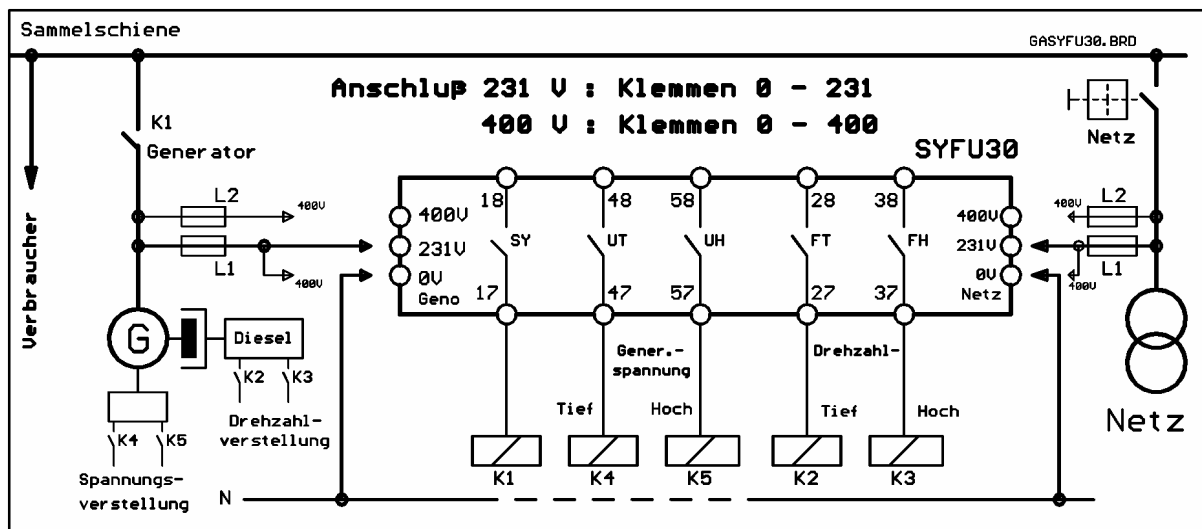 Sammelschiene
GASYFU30.BRD
Anschluß 231 V : Klemmen 0 - 231
400 V : Klemmen 0 - 400
K1
Generator
Netz
SYFU30
Verbraucher
L2
400V
L1
400V
400V
231V
0V
Geno
18
48
58
28
38
SY
UT
UH
FT
FH
17
47
57
27
37
400V
231V
0V
Netz
L2
400V
L1
400V
G
Diesel
K2
K3
Drehzahl-
verstellung
K4
K5
Spannungs-
verstellung
Gener.-
spannung
Drehzahl-
Tief
Hoch
Tief
Hoch
K1
K4
K5
K2
K3
Netz
N